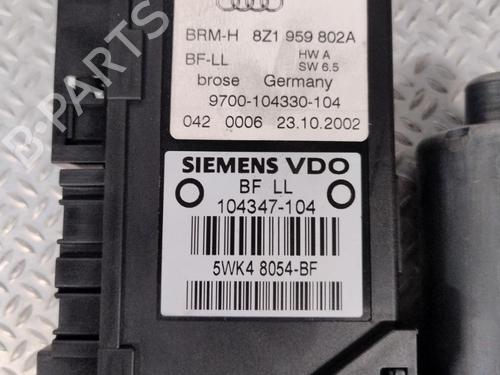 BRM-H 8Z1 959 802A
BF-LL HW A
SW 6.5
brose Germany
9700-104330-104
042 0006 23.10.2002
SIEMENS VDO
BF LL
104347-104
5WK4 8054-BF
B-PARTS